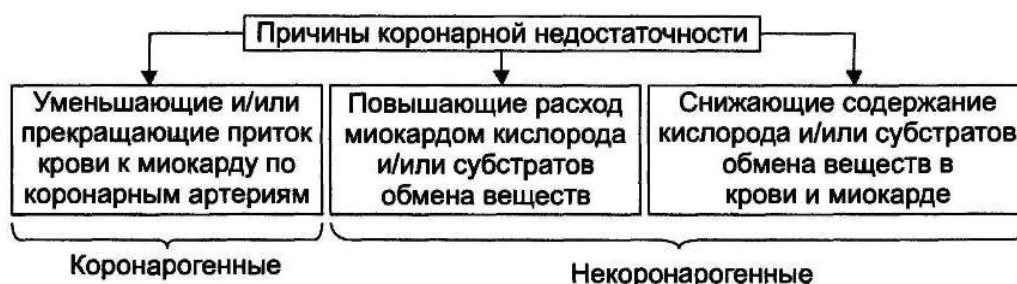 Причины коронарной недостаточности
Уменьшающие и/или
прекращающие приток
крови к миокарду по
коронарным артериям
Повышающие расход
миокардом кислорода
и/или субстратов
обмена веществ
Снижающие содержание
кислорода и/или субстратов
обмена веществ в
крови и миокарде
Коронарогенные
Некоронарогенные